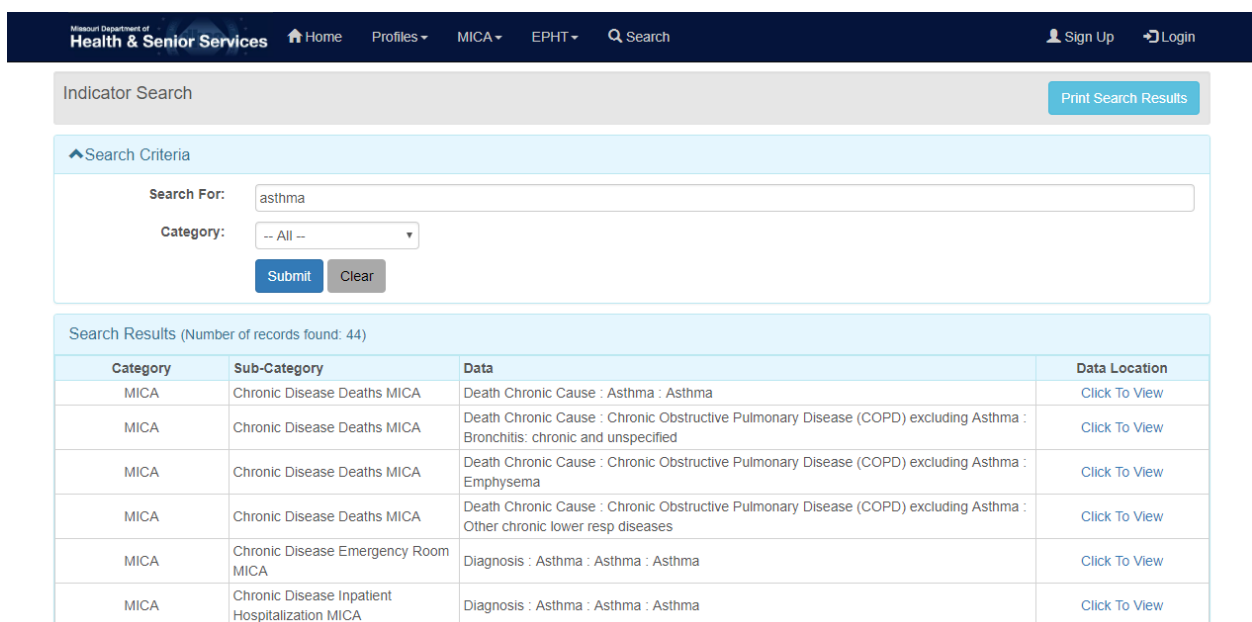 Missouri Department of
Health & Senior Services
Home Profiles MICA EPHT Search Sign Up Login
Indicator Search
Print Search Results
Search Criteria
Search For: asthma
Category: -- All --
Submit Clear
Search Results (Number of records found: 44)
Category Sub-Category Data Data Location
MICA Chronic Disease Deaths MICA Death Chronic Cause : Asthma : Asthma Click To View
MICA Chronic Disease Deaths MICA Death Chronic Cause : Chronic Obstructive Pulmonary Disease (COPD) excluding Asthma :
Bronchitis: chronic and unspecified Click To View
MICA Chronic Disease Deaths MICA Death Chronic Cause : Chronic Obstructive Pulmonary Disease (COPD) excluding Asthma :
Emphysema Click To View
MICA Chronic Disease Deaths MICA Death Chronic Cause : Chronic Obstructive Pulmonary Disease (COPD) excluding Asthma :
Other chronic lower resp diseases Click To View
MICA Chronic Disease Emergency Room
MICA Diagnosis : Asthma : Asthma : Asthma Click To View
MICA Chronic Disease Inpatient
Hospitalization MICA Diagnosis : Asthma : Asthma : Asthma Click To View